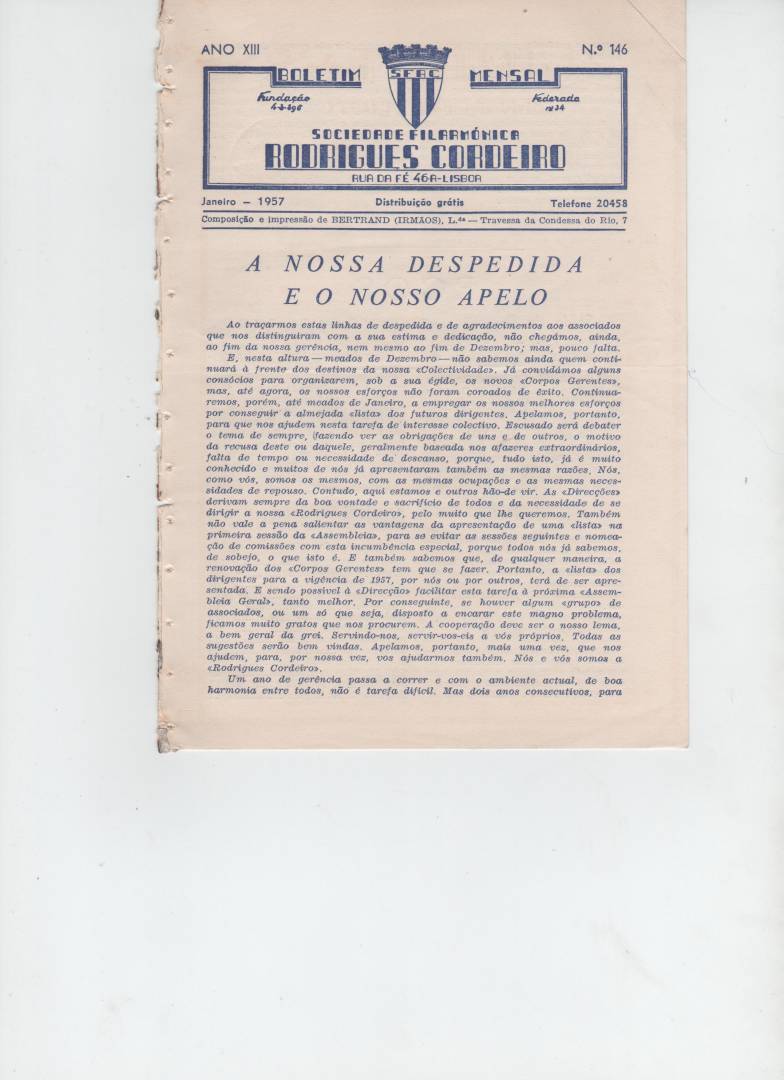 ANO XIII
N.º 146
BOLETIM
S.F.R.C.
MENSAL
Fundação
Federada
nº 34
SOCIEDADE FILARMÓNICA
RODRIGUES CORDEIRO
RUA DA FÉ 46A-LISBOA
Janeiro – 1957
Distribuição grátis
Telefone 20458
Composição e impressão de BERTRAND (IRMÃOS), L.da — Travessa da Condessa do Rio, 7
A NOSSA DESPEDIDA
E O NOSSO APELO
Ao traçarmos estas linhas de despedida e de agradecimentos aos associados
que nos distinguiram com a sua estima e dedicação, não chegámos, ainda,
ao fim da nossa gerência, nem mesmo ao fim de Dezembro; mas, pouco falta.
E, nesta altura — meados de Dezembro — não sabemos ainda quem conti-
nuará à frente dos destinos da nossa «Colectividade». Já convidámos alguns
consócios para organizarem, sob a sua égide, os novos «Corpos Gerentes»,
mas, até agora, os nossos esforços não foram coroados de êxito. Continua-
remos, porém, até meados de Janeiro, a empregar os nossos melhores esforços
por conseguir a almejada «lista» dos futuros dirigentes. Apelamos, portanto,
para que nos ajudem nesta tarefa de interesse colectivo. Escusado será debater
o tema de sempre, fazendo ver as obrigações de uns e de outros, o motivo
da recusa deste ou daquele, geralmente baseada nos afazeres extraordinários,
falta de tempo ou necessidade de descanso, porque, tudo isto, já é muito
conhecido e muitos de nós já apresentaram também as mesmas razões. Nós,
como vós, somos os mesmos, com as mesmas ocupações e as mesmas neces-
sidades de repouso. Contudo, aqui estamos e outros hão-de vir. As «Direcções»
derivam sempre da boa vontade e sacrifício de todos e da necessidade de se
dirigir a nossa «Rodrigues Cordeiro», pelo muito que lhe queremos. Também
não vale a pena salientar as vantagens da apresentação de uma «lista» na
primeira sessão da «Assembleia», para se evitar as sessões seguintes e nomea-
ção de comissões com esta incumbência especial, porque todos nós já sabemos,
de sobejo, o que isto é. E também sabemos que, de qualquer maneira, a
renovação dos «Corpos Gerentes» tem que se fazer. Portanto, a «lista» dos
dirigentes para a vigência de 1957, por nós ou por outros, terá de ser apre-
sentada. E sendo possível à «Direcção» facilitar esta tarefa à próxima «Assem-
bleia Geral», tanto melhor. Por conseguinte, se houver algum «grupo» de
associados, ou um só que seja, disposto a encarar este magno problema,
ficamos muito gratos que nos procurem. A cooperação deve ser o nosso lema,
a bem geral da grei. Servindo-nos, servir-vos-eis a vós próprios. Todas as
sugestões serão bem vindas. Apelamos, portanto, mais uma vez, que nos
ajudem, para, por nossa vez, vos ajudarmos também. Nós e vós somos a
«Rodrigues Cordeiro».
Um ano de gerência passa a correr e com o ambiente actual, de boa
harmonia entre todos, não é tarefa difícil. Mas dois anos consecutivos, para